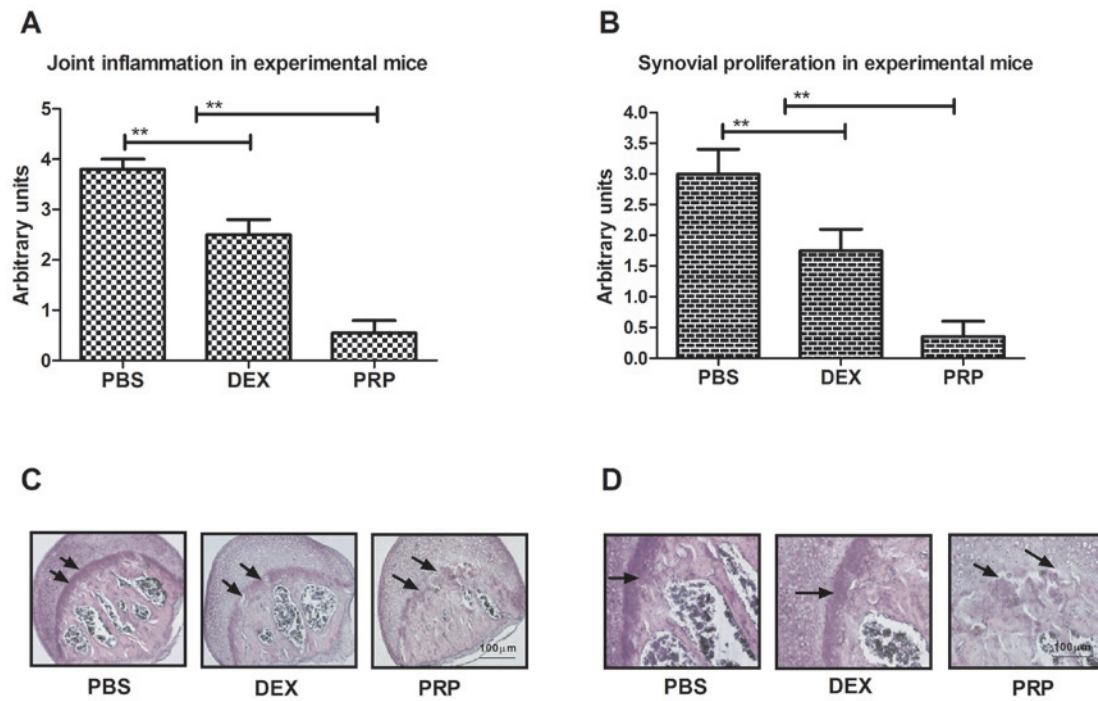 A
Joint inflammation in experimental mice
**
**
Arbitrary units
5
4
3
2
1
0
PBS DEX PRP
B
Synovial proliferation in experimental mice
**
**
Arbitrary units
4.0
3.5
3.0
2.5
2.0
1.5
1.0
0.5
0.0
PBS DEX PRP
C
100µm
PBS DEX PRP
D
100µm
PBS DEX PRP